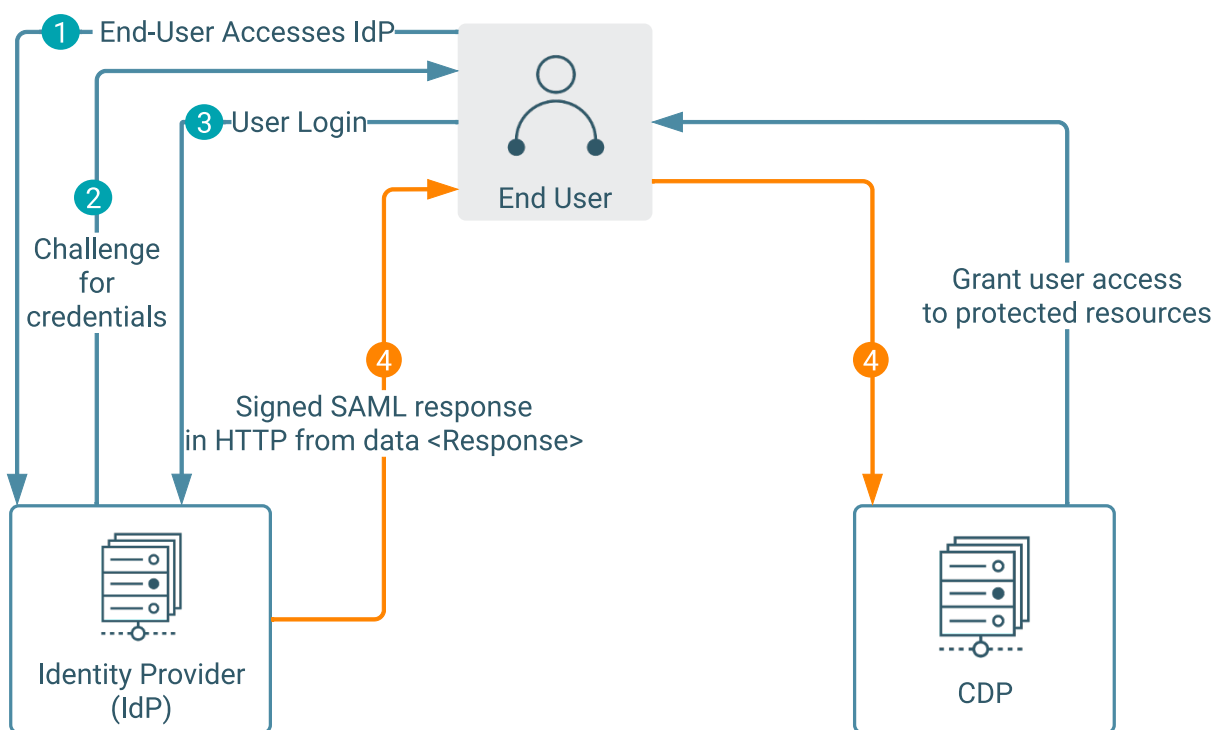 1
End-User Accesses IdP
3
User Login
2
End User
Challenge
for
credentials
Grant user access
to protected resources
4
4
Signed SAML response
in HTTP from data <Response>
Identity Provider
(IdP)
CDP